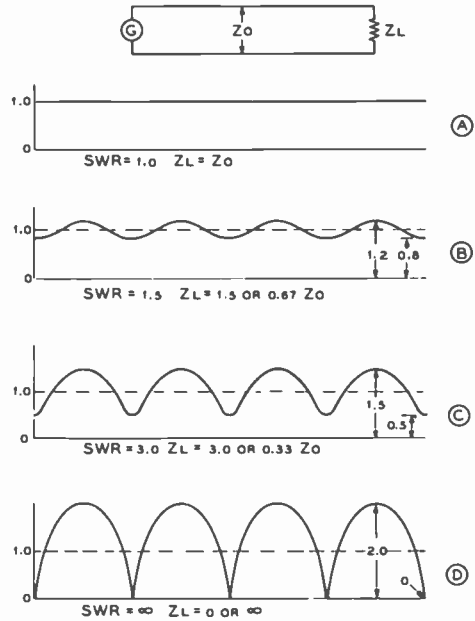 G ZO ZL
1.0
0
A
SWR = 1.0 ZL = ZO
1.0
1.2 0.8
0
B
SWR = 1.5 ZL = 1.5 OR 0.67 ZO
1.0
1.5
0.5
0
C
SWR = 3.0 ZL = 3.0 OR 0.33 ZO
1.0
2.0
0
0
D
SWR = ∞ ZL = 0 OR ∞